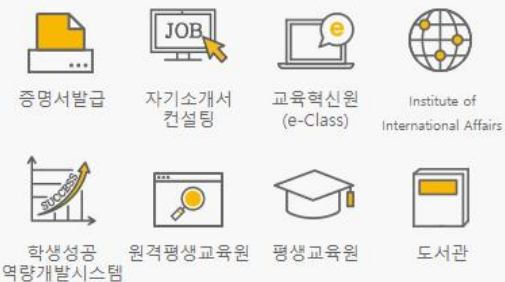 JOB
e
증명서발급
자기소개서
컨설팅
교육혁신원
(e-Class)
Institute of
International Affairs
SUCCESS
학생성공
역량개발시스템
원격평생교육원
평생교육원
도서관